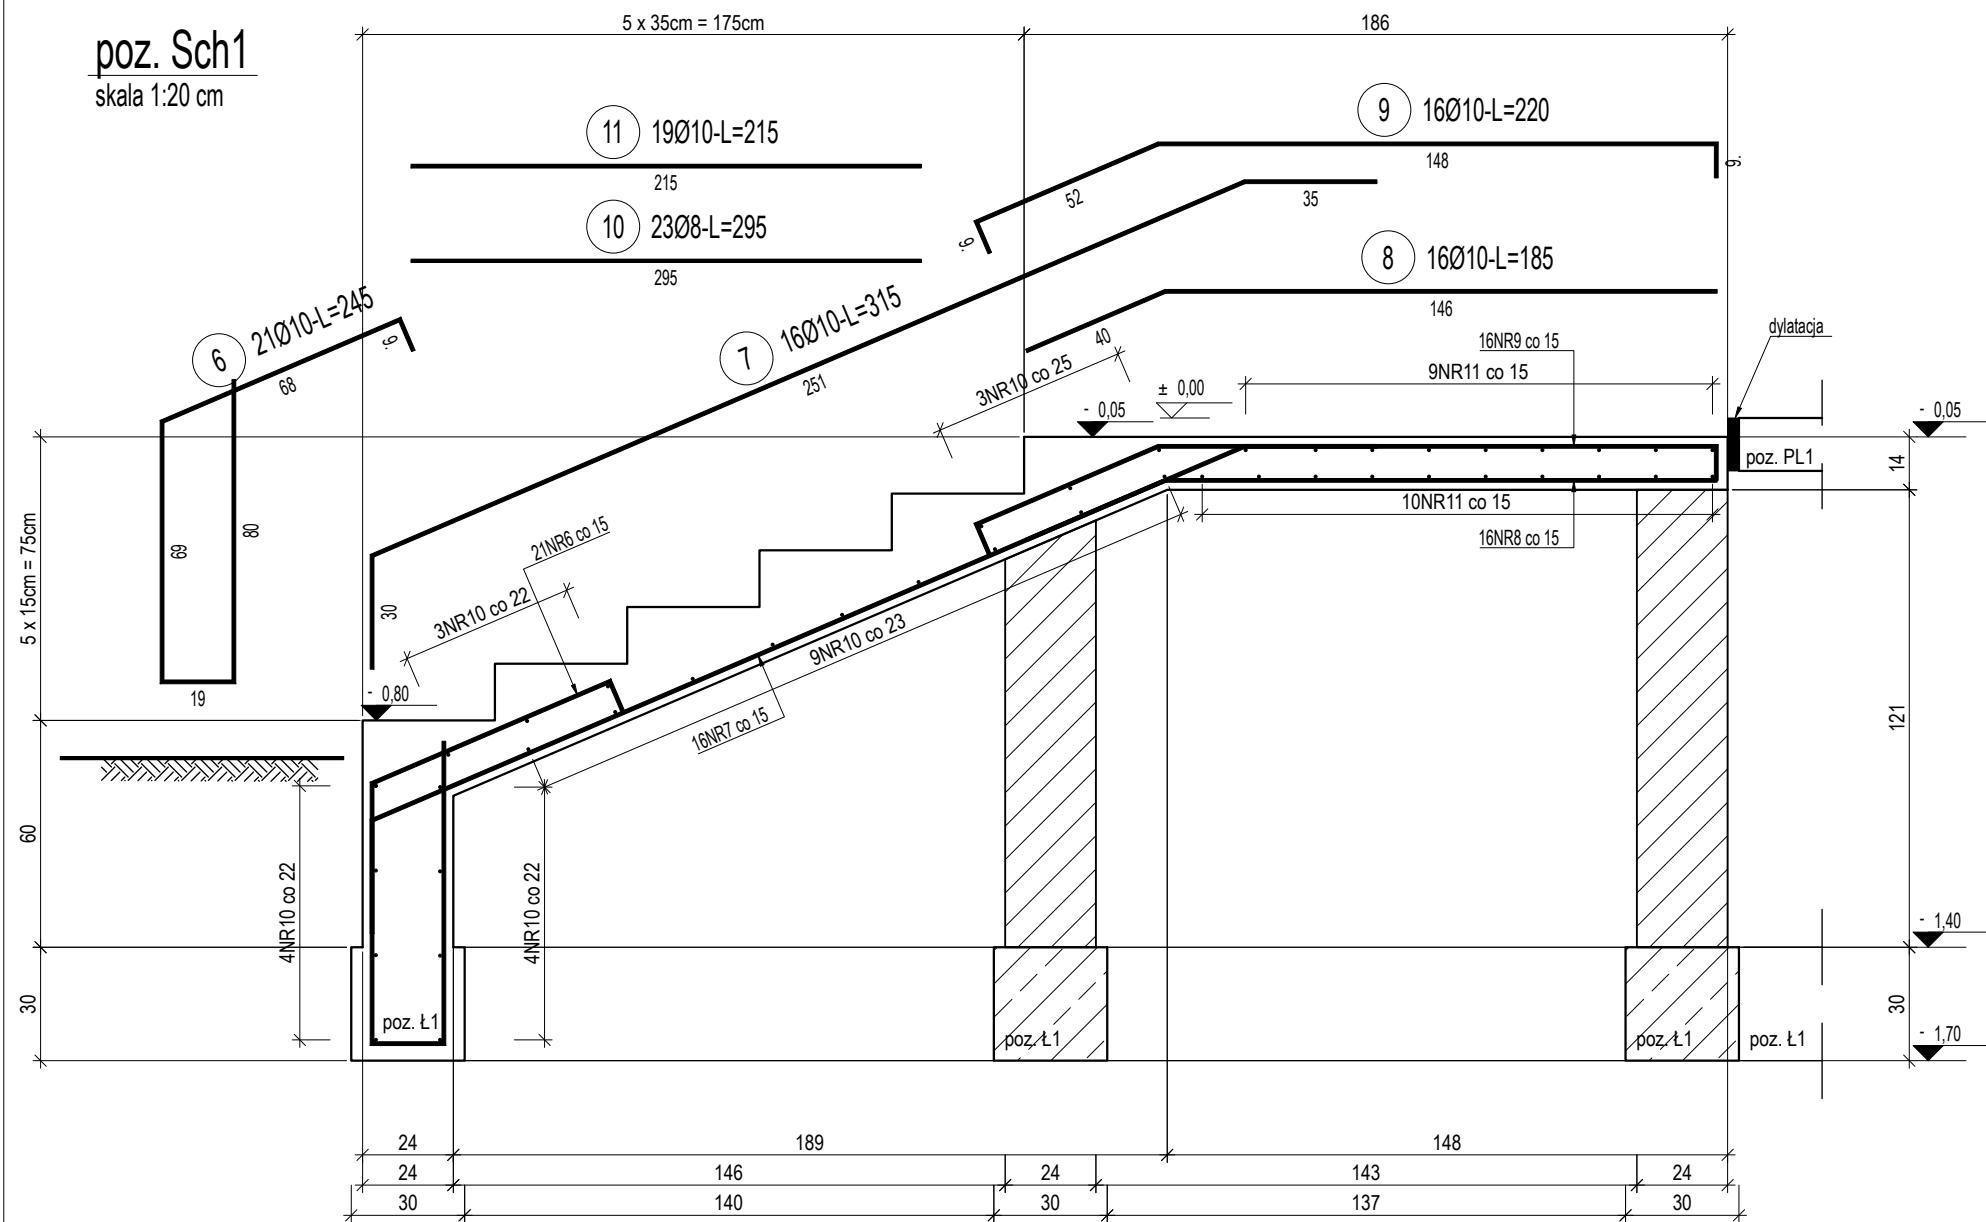 5 x 35cm = 175cm
186
poz. Sch1
skala 1:20 cm
11 19Ø10-L=215
215
10 23Ø8-L=295
295
9 16Ø10-L=220
148
9.
52
9.
35
8 16Ø10-L=185
146
40
6 21Ø10-L=245
9.
68
69
80
19
7 16Ø10-L=315
251
30
3NR10 co 25
16NR9 co 15
9NR11 co 15
dylatacja
± 0,00
- 0,05
- 0,05
poz. PL1
14
10NR11 co 15
16NR8 co 15
21NR6 co 15
3NR10 co 22
9NR10 co 23
16NR7 co 15
5 x 15cm = 75cm
- 0,80
121
60
4NR10 co 22
4NR10 co 22
- 1,40
30
30
poz. Ł1
poz. Ł1
poz. Ł1
poz. Ł1
- 1,70
24
189
148
24
146
24
143
24
30
140
30
137
30